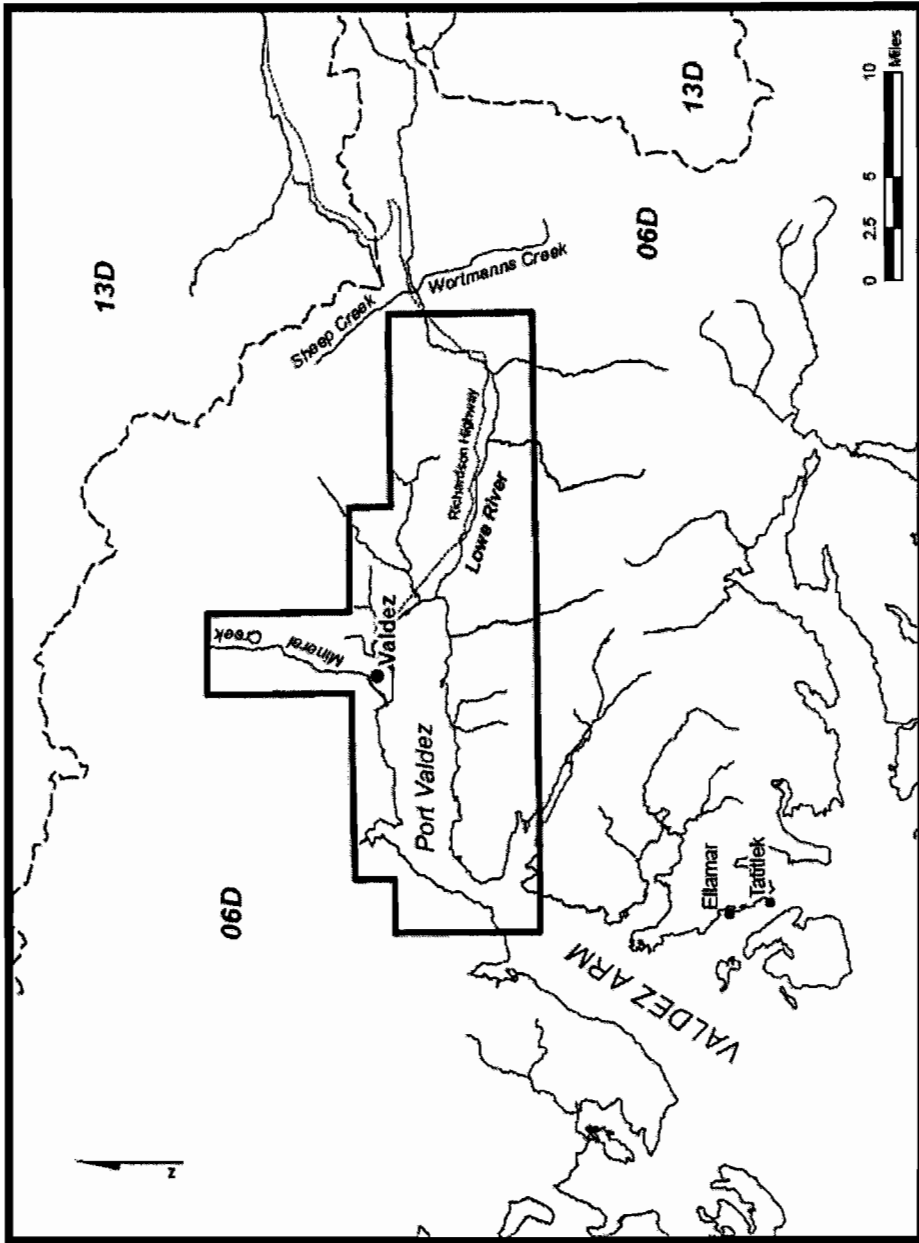 13D
13D
06D
06D
Sheep Creek
Wortmanns Creek
Mineral Creek
Valdez
Richardson Highway
Lowe River
Port Valdez
Ellamar
VALDEZ ARM
N
0 2.5 5 10
Miles